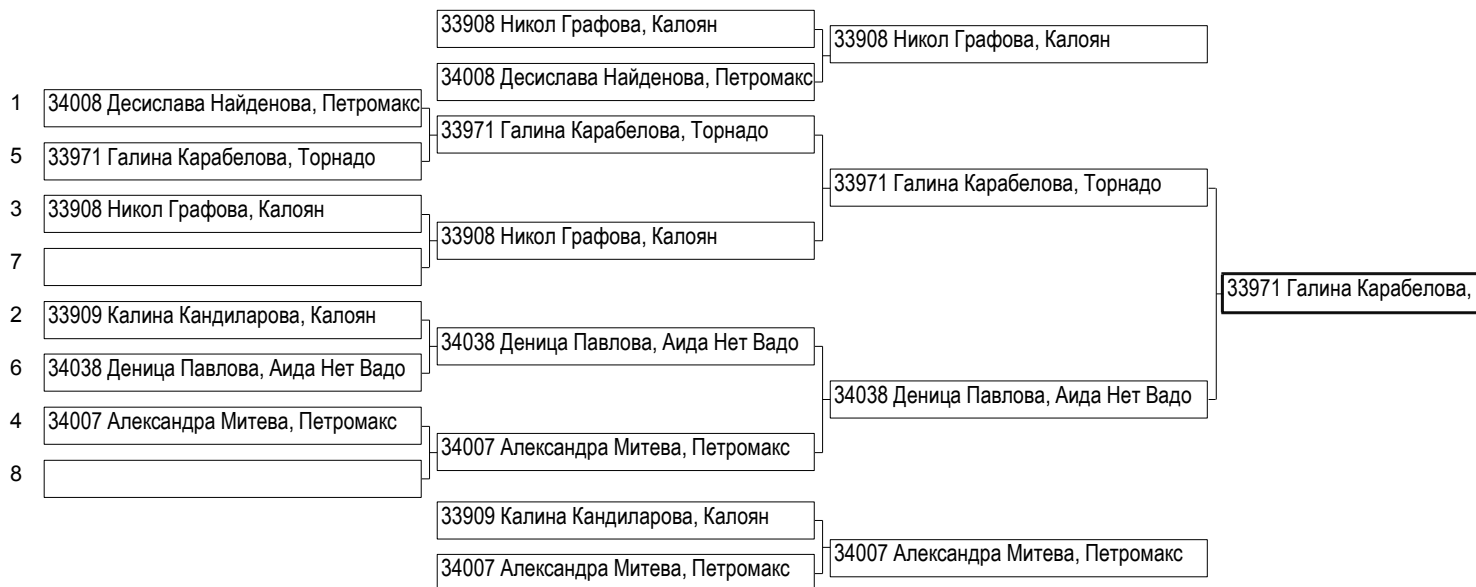 33908 Никол Графова, Калоян
33908 Никол Графова, Калоян
34008 Десислава Найденова, Петромакс
1 34008 Десислава Найденова, Петромакс
33971 Галина Карабелова, Торнадо
5 33971 Галина Карабелова, Торнадо
33971 Галина Карабелова, Торнадо
3 33908 Никол Графова, Калоян
33908 Никол Графова, Калоян
7
33971 Галина Карабелова,
2 33909 Калина Кандиларова, Калоян
34038 Деница Павлова, Аида Нет Вадо
6 34038 Деница Павлова, Аида Нет Вадо
34038 Деница Павлова, Аида Нет Вадо
4 34007 Александра Митева, Петромакс
34007 Александра Митева, Петромакс
8
33909 Калина Кандиларова, Калоян
34007 Александра Митева, Петромакс
34007 Александра Митева, Петромакс